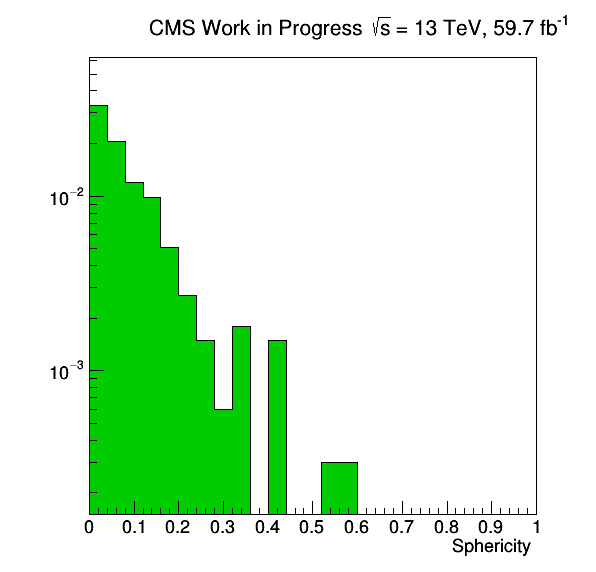 CMS Work in Progress √s = 13 TeV, 59.7 fb⁻¹
10⁻²
10⁻³
0 0.1 0.2 0.3 0.4 0.5 0.6 0.7 0.8 0.9 1
Sphericity